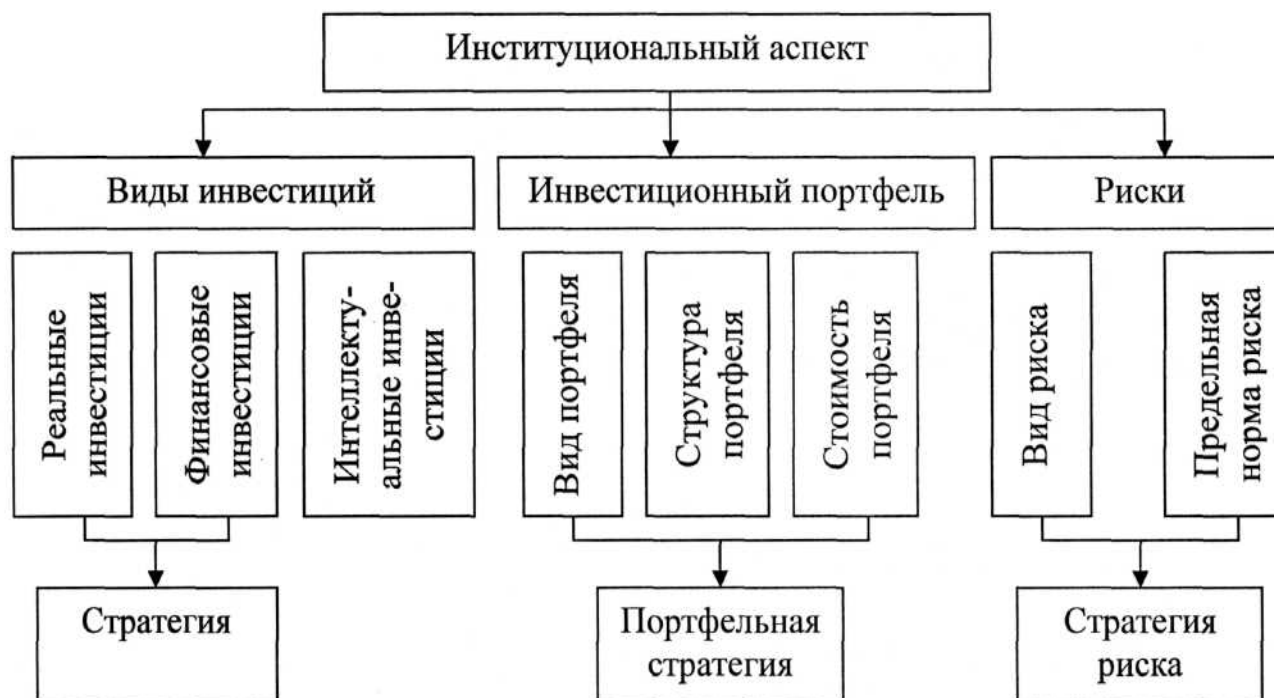 Институциональный аспект
Виды инвестиций
Инвестиционный портфель
Риски
Реальные
инвестиции
Финансовые
инвестиции
Интеллекту-
альные инве-
стиции
Вид портфеля
Структура
портфеля
Стоимость
портфеля
Вид риска
Предельная
норма риска
Стратегия
Портфельная
стратегия
Стратегия
риска